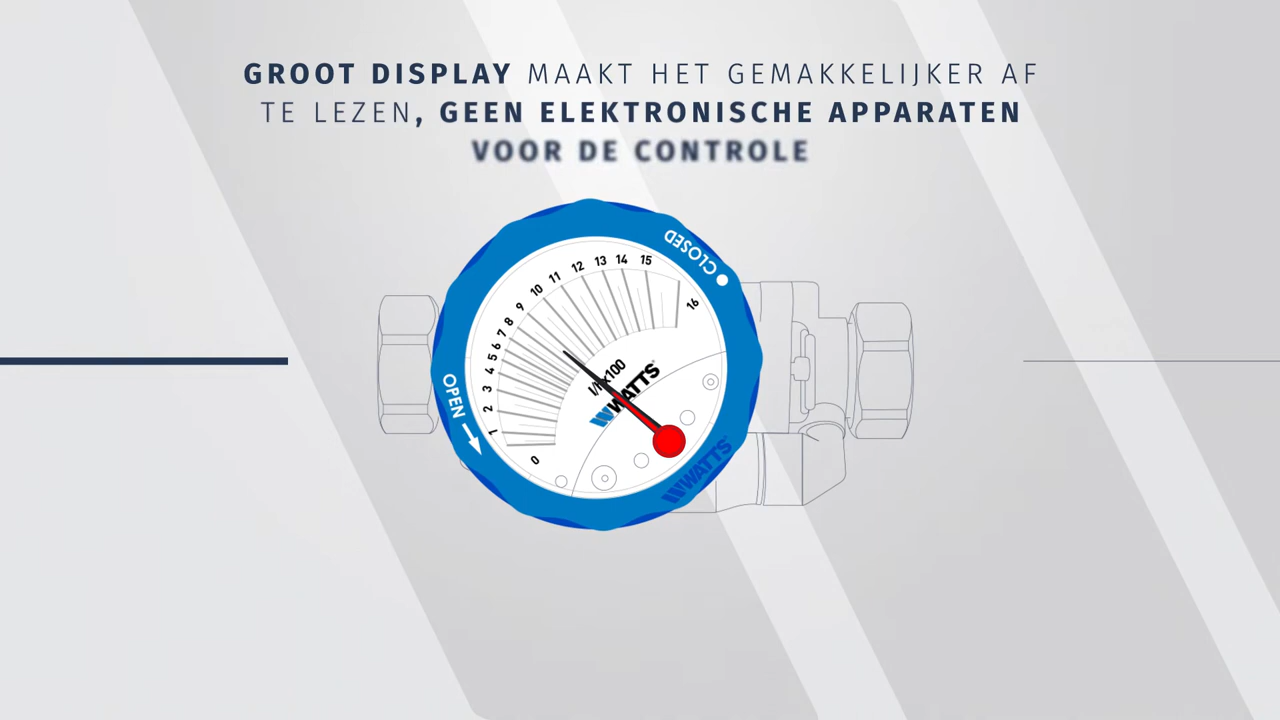 GROOT DISPLAY MAAKT HET GEMAKKELIJKER AF
TE LEZEN, GEEN ELEKTRONISCHE APPARATEN
VOOR DE CONTROLE
CLOSED
OPEN
0
1
2
3
4
5
6
7
8
9
10
11
12
13
14
15
16
x100
WATTS
WATTS